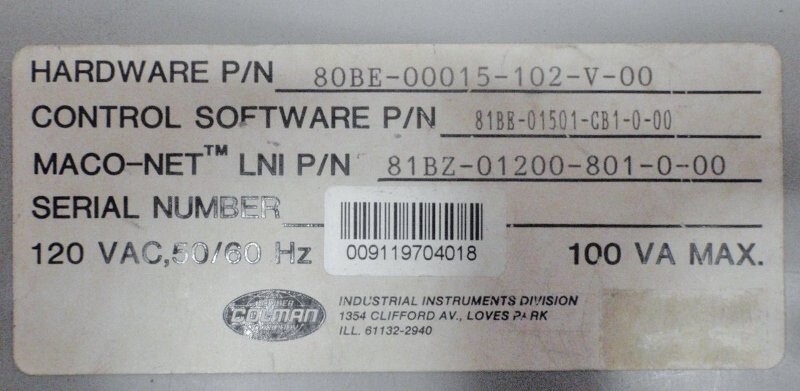 HARDWARE P/N 80BE-00015-102-V-00
CONTROL SOFTWARE P/N 81BE-01501-CB1-0-00
MACO-NET™ LNI P/N 81BZ-01200-801-0-00
SERIAL NUMBER
009119704018
120 VAC, 50/60 Hz 100 VA MAX.
COLMAN
INDUSTRIAL INSTRUMENTS DIVISION
1354 CLIFFORD AV., LOVES PARK
ILL. 61132-2940